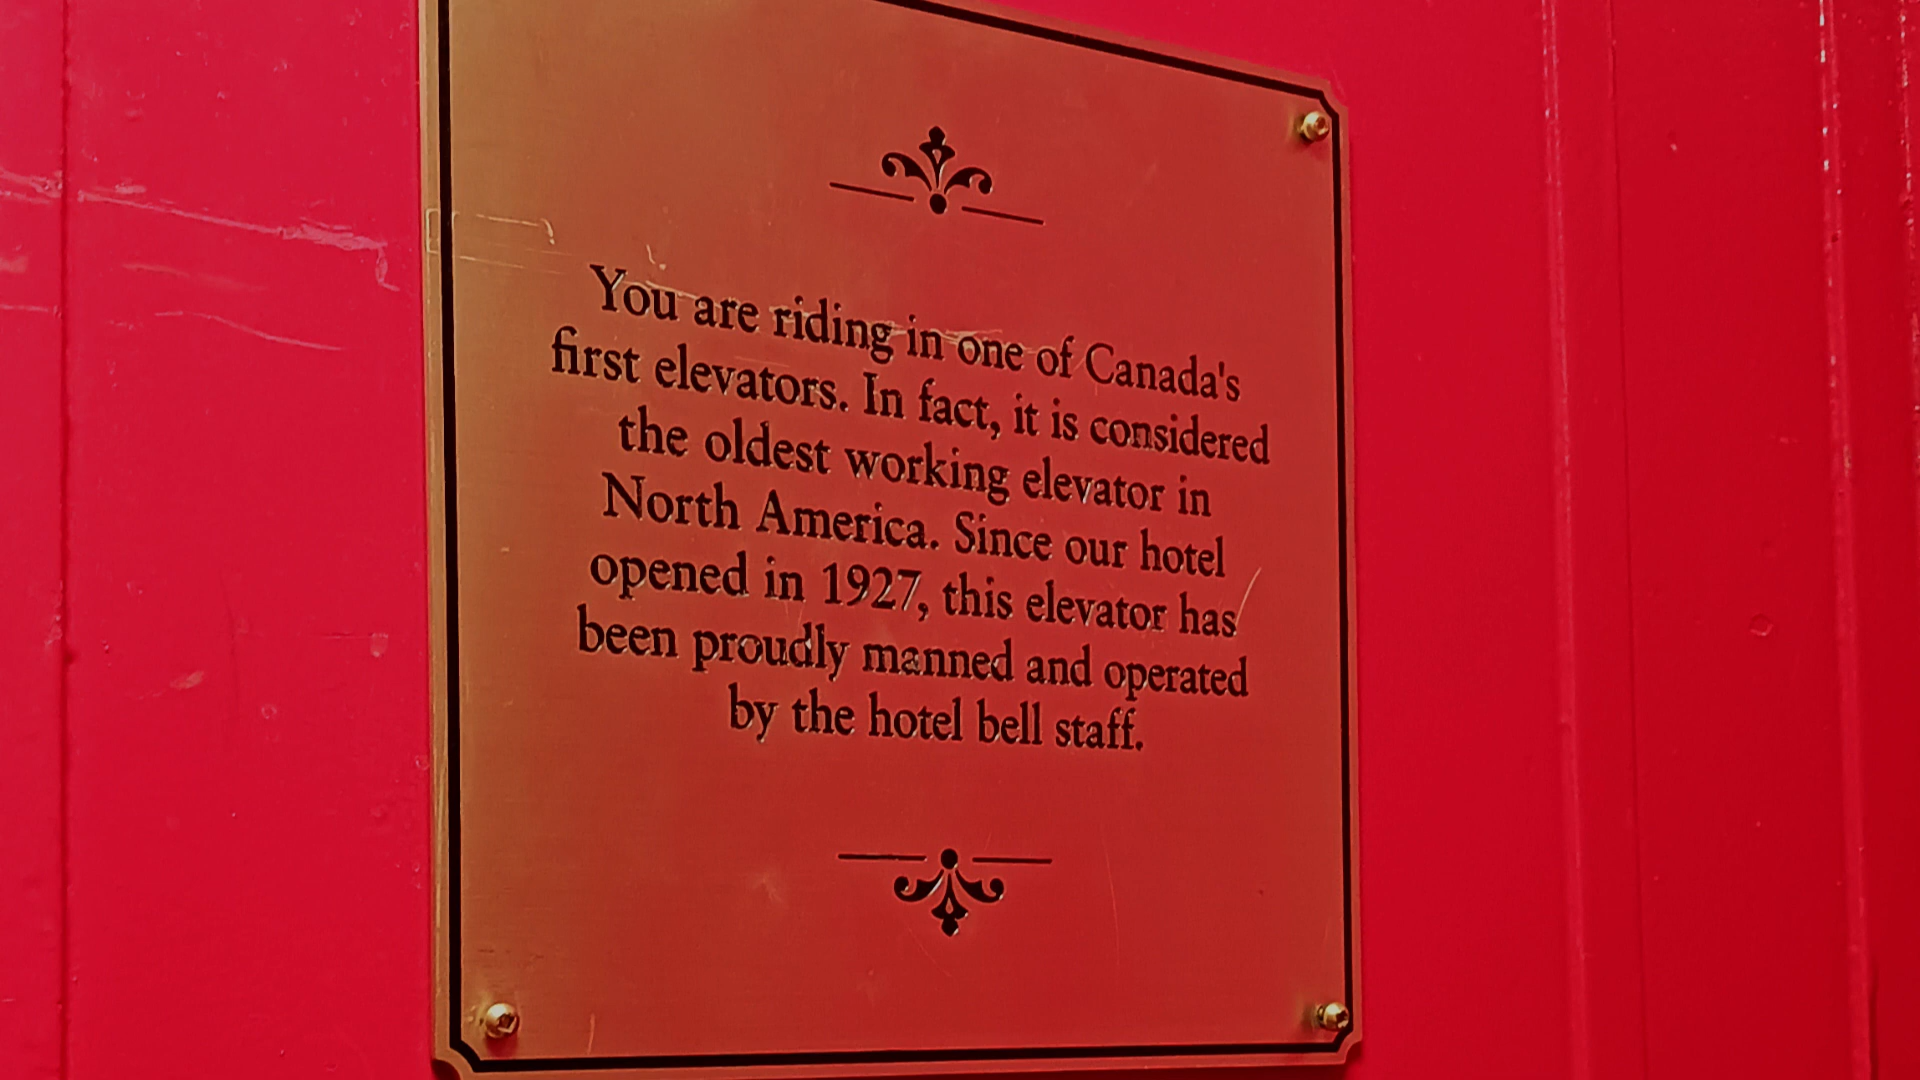 You are riding in one of Canada's
first elevators. In fact, it is considered
the oldest working elevator in
North America. Since our hotel
opened in 1927, this elevator has
been proudly manned and operated
by the hotel bell staff.